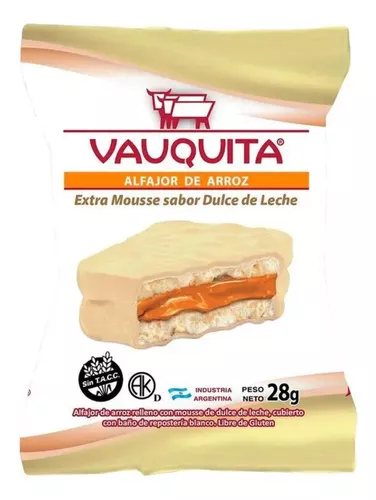 VAUQUITA®
ALFAJOR DE ARROZ
Extra Mousse sabor Dulce de Leche
Sin T.A.C.C.
AK D
INDUSTRIA ARGENTINA
PESO NETO 28g
Alfajor de arroz relleno con mousse de dulce de leche, cubierto
con baño de repostería blanco. Libre de Gluten